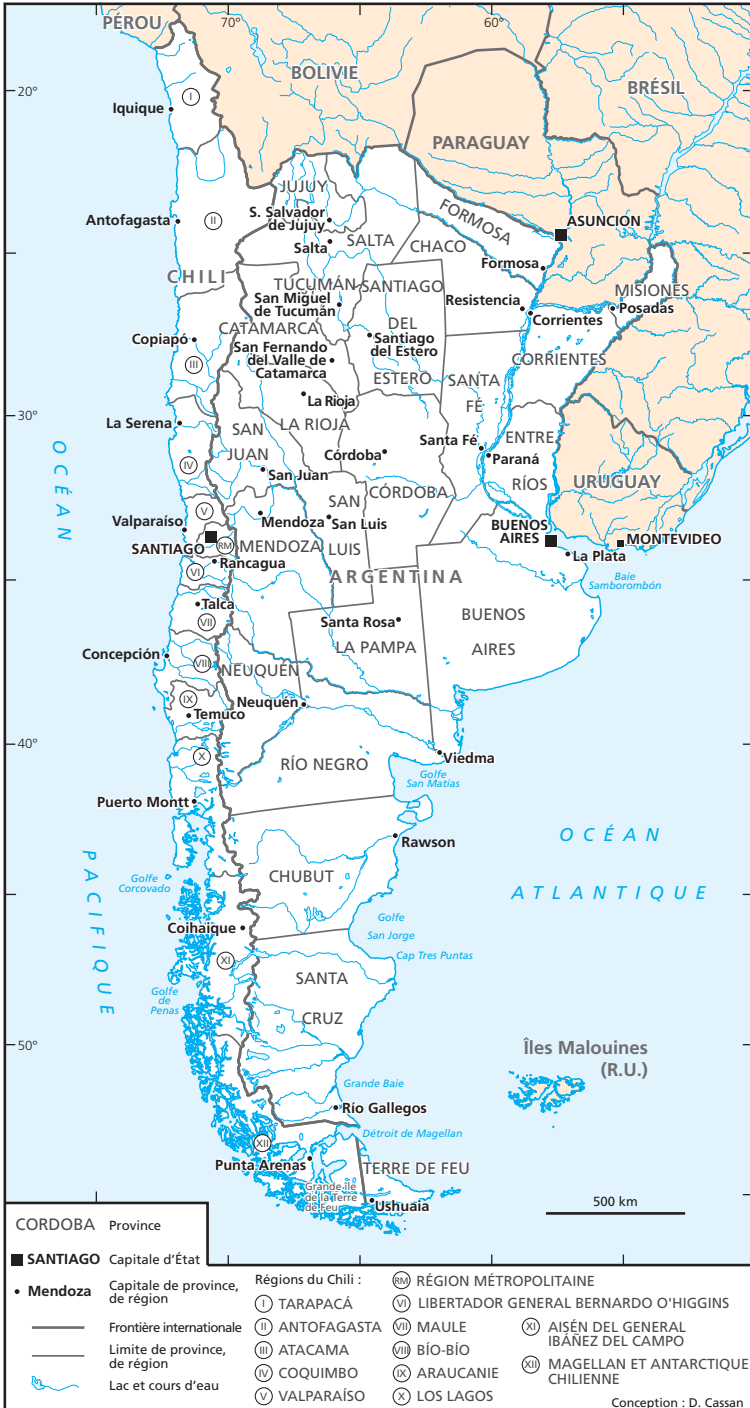 PÉROU
70°
60°
BOLIVIE
BRÉSIL
20°
I
Iquique
PARAGUAY
JUJUY
FORMOSA
Antofagasta
II
S. Salvador
de Jujuy
ASUNCION
Salta
SALTA
CHACO
Formosa
CHILI
TUCUMÁN
SANTIAGO
MISIONES
San Miguel
de Tucumán
Resistencia
Posadas
Corrientes
CATAMARCA
DEL
Copiapó
San Fernando
del Valle de
Catamarca
Santiago
del Estero
CORRIENTES
III
ESTERO
SANTA
FÉ
La Rioja
30°
La Serena
SAN
JUAN
LA RIOJA
Santa Fé
ENTRE
RÍOS
Córdoba
Paraná
OCÉAN
IV
San Juan
CÓRDOBA
URUGUAY
V
SAN
LUIS
Valparaíso
Mendoza
San Luis
BUENOS
AIRES
MONTEVIDEO
SANTIAGO
RM
MENDOZA
La Plata
Rancagua
VI
ARGENTINA
Baie
Samborombón
Talca
VII
Santa Rosa
BUENOS
AIRES
LA PAMPA
Concepción
VIII
NEUQUÉN
IX
Neuquén
Temuco
40°
X
RÍO NEGRO
Viedma
Golfe
San Matías
Puerto Montt
Rawson
OCÉAN
ATLANTIQUE
PACIFIQUE
Golfe
Corcovado
CHUBUT
Coihaique
Golfe
San Jorge
Cap Tres Puntas
XI
SANTA
CRUZ
Golfe
de
Penas
50°
Îles Malouines
(R.U.)
Grande Baie
Río Gallegos
Détroit de Magellan
XII
Punta Arenas
TERRE DE FEU
Grande île
de la Terre
de Feu
Ushuaia
500 km
CORDOBA Province
SANTIAGO Capitale d'État
Mendoza Capitale de province,
de région
Frontière internationale
Limite de province,
de région
Lac et cours d'eau
Régions du Chili :
I TARAPACÁ
II ANTOFAGASTA
III ATACAMA
IV COQUIMBO
V VALPARAÍSO
RM RÉGION MÉTROPOLITAINE
VI LIBERTADOR GENERAL BERNARDO O'HIGGINS
VII MAULE
VIII BÍO-BÍO
IX ARAUCANIE
X LOS LAGOS
XI AISÉN DEL GENERAL
IBÁÑEZ DEL CAMPO
XII MAGELLAN ET ANTARCTIQUE
CHILIENNE
Conception : D. Cassan